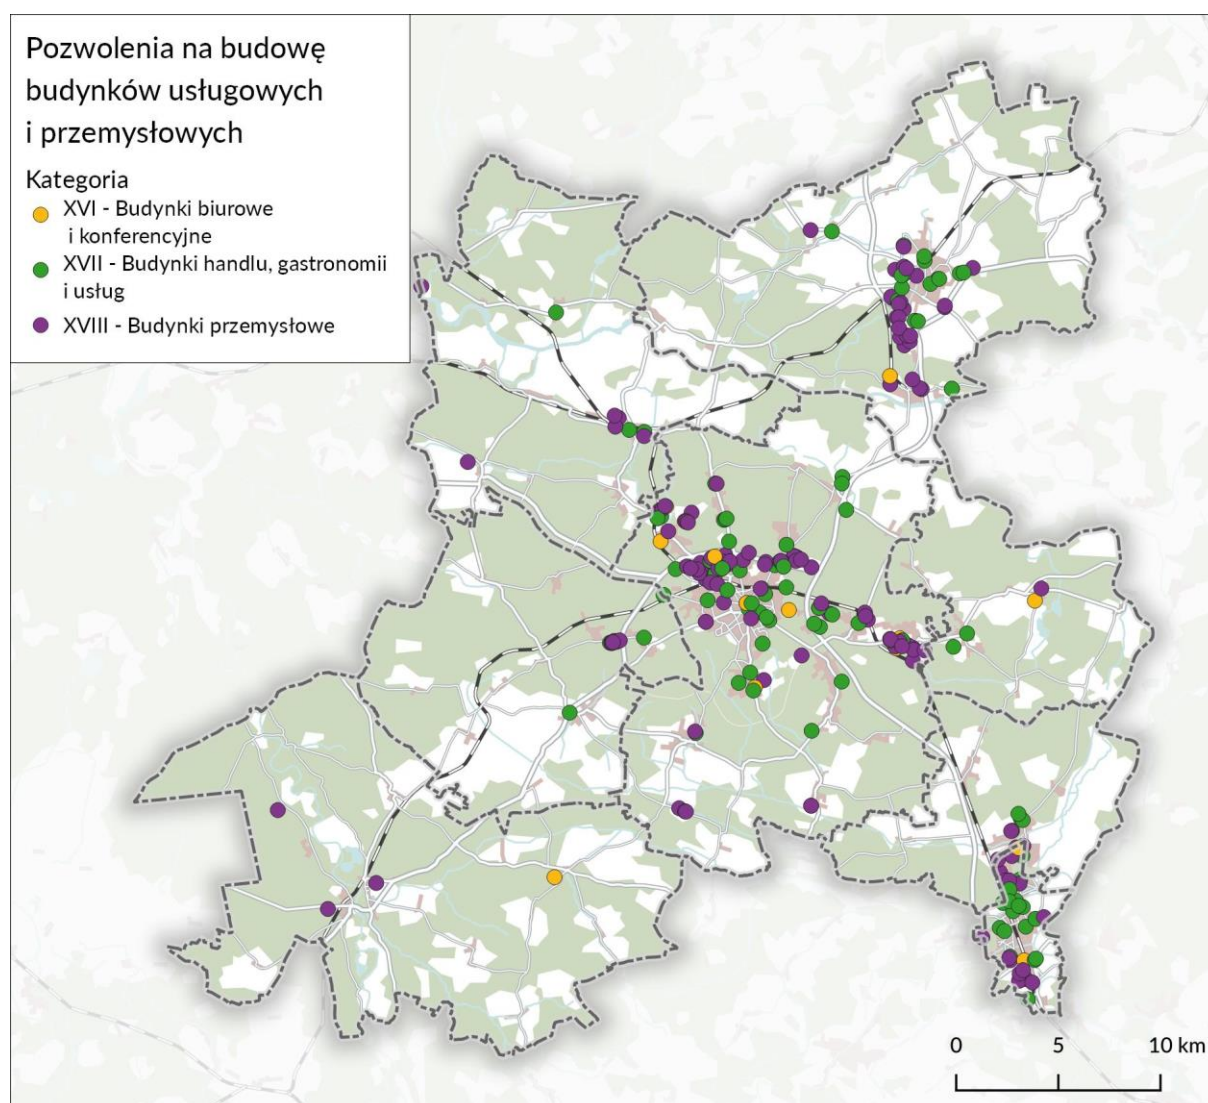 Pozwolenia na budowę
budynków usługowych
i przemysłowych
Kategoria
XVI - Budynki biurowe
i konferencyjne
XVII - Budynki handlu, gastronomii
i usług
XVIII - Budynki przemysłowe
0 5 10 km